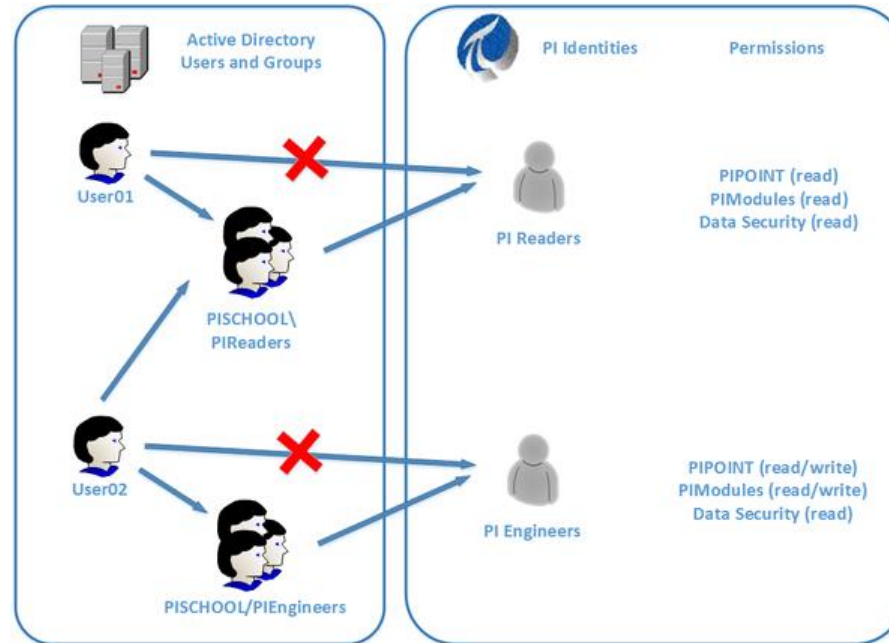 Active Directory
Users and Groups
PI Identities
Permissions
User01
PISCHOOL\
PIReaders
PI Readers
PIPOINT (read)
PIModules (read)
Data Security (read)
User02
PISCHOOL/PIEngineers
PI Engineers
PIPOINT (read/write)
PIModules (read/write)
Data Security (read)